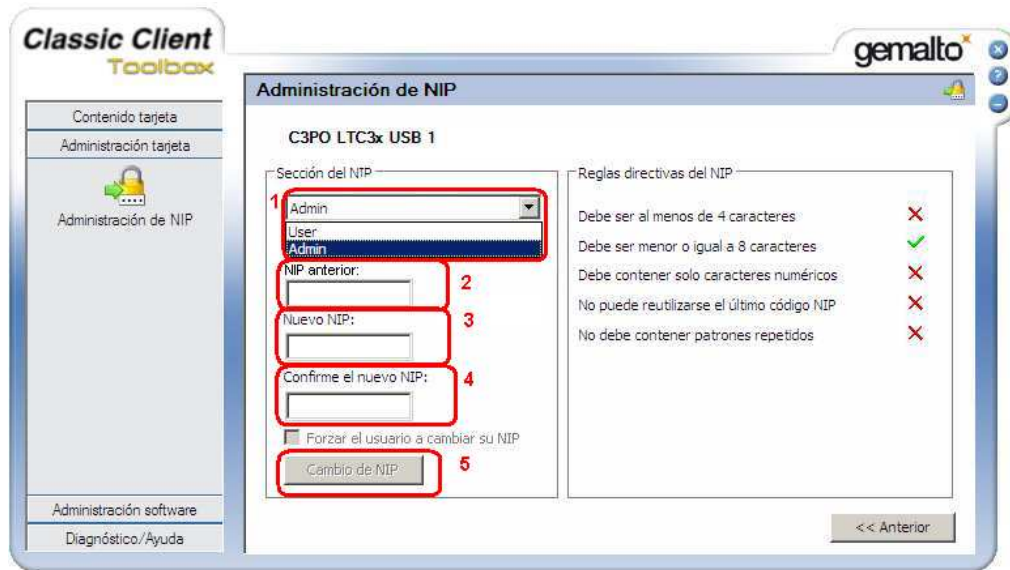 Classic Client
Toolbox
gemalto
Contenido tarjeta
Administración tarjeta
Administración de NIP
Administración software
Diagnóstico/Ayuda
Administración de NIP
C3PO LTC3x USB 1
Sección del NIP
1
Admin
User
Admin
NIP anterior:
2
Nuevo NIP:
3
Confirme el nuevo NIP:
4
Forzar el usuario a cambiar su NIP
Cambio de NIP
5
Reglas directivas del NIP
Debe ser al menos de 4 caracteres
Debe ser menor o igual a 8 caracteres
Debe contener solo caracteres numéricos
No puede reutilizarse el último código NIP
No debe contener patrones repetidos
<< Anterior